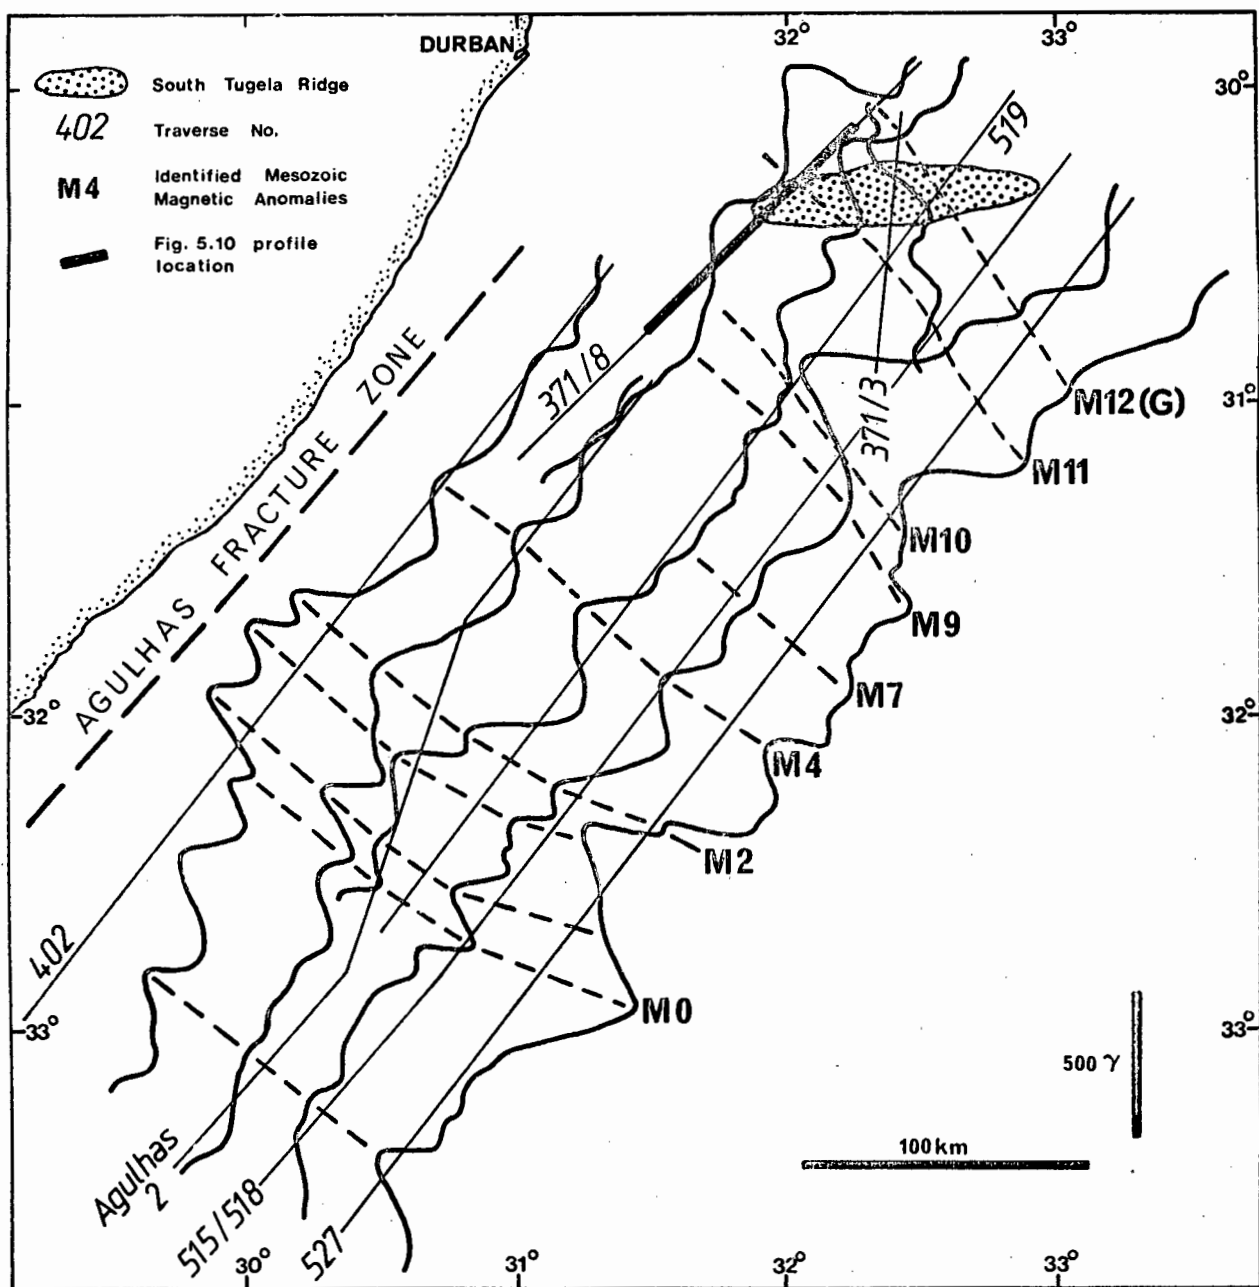 DURBAN
32°
33°
South Tugela Ridge
402
Traverse No.
M4
Identified Mesozoic
Magnetic Anomalies
Fig. 5.10 profile
location
30°
519
371/8
371/3
AGULHAS FRACTURE ZONE
M12(G)
31°
M11
M10
M9
M7
M4
32°
32°
M2
402
M0
33°
33°
500 γ
100 km
Agulhas
2
515/518
527
30°
31°
32°
33°